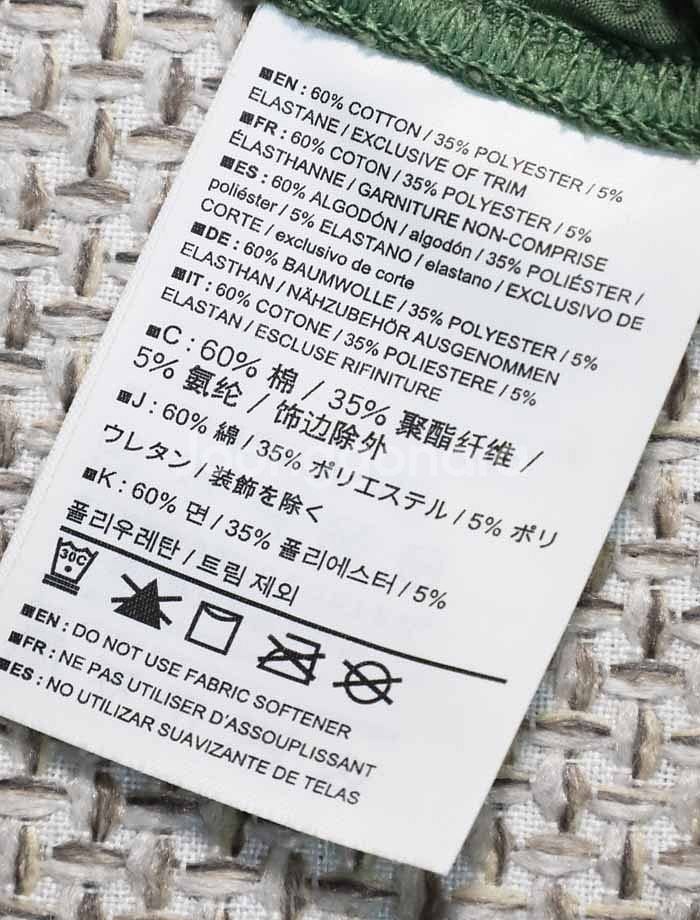 EN : 60% COTTON / 35% POLYESTER / 5%
ELASTANE / EXCLUSIVE OF TRIM
FR : 60% COTON / 35% POLYESTER / 5%
ÉLASTHANNE / GARNITURE NON-COMPRISE
ES : 60% ALGODÓN / algodón / 35% POLIÉSTER /
poliéster / 5% ELASTANO / elastano / EXCLUSIVO DE
CORTE / exclusivo de corte
DE : 60% BAUMWOLLE / 35% POLYESTER / 5%
ELASTHAN / NÄHZUBEHÖR AUSGENOMMEN
IT : 60% COTONE / 35% POLIESTERE / 5%
ELASTAN / ESCLUSE RIFINITURE
C : 60% 棉 / 35% 聚酯纤维 /
5% 氨纶 / 饰边除外
J : 60% 綿 / 35% ポリエステル / 5% ポリ
ウレタン / 装飾を除く
K : 60% 면 / 35% 폴리에스터 / 5%
폴리우레탄 / 트림 제외
30C
EN : DO NOT USE FABRIC SOFTENER
FR : NE PAS UTILISER D'ASSOUPLISSANT
ES : NO UTILIZAR SUAVIZANTE DE TELAS